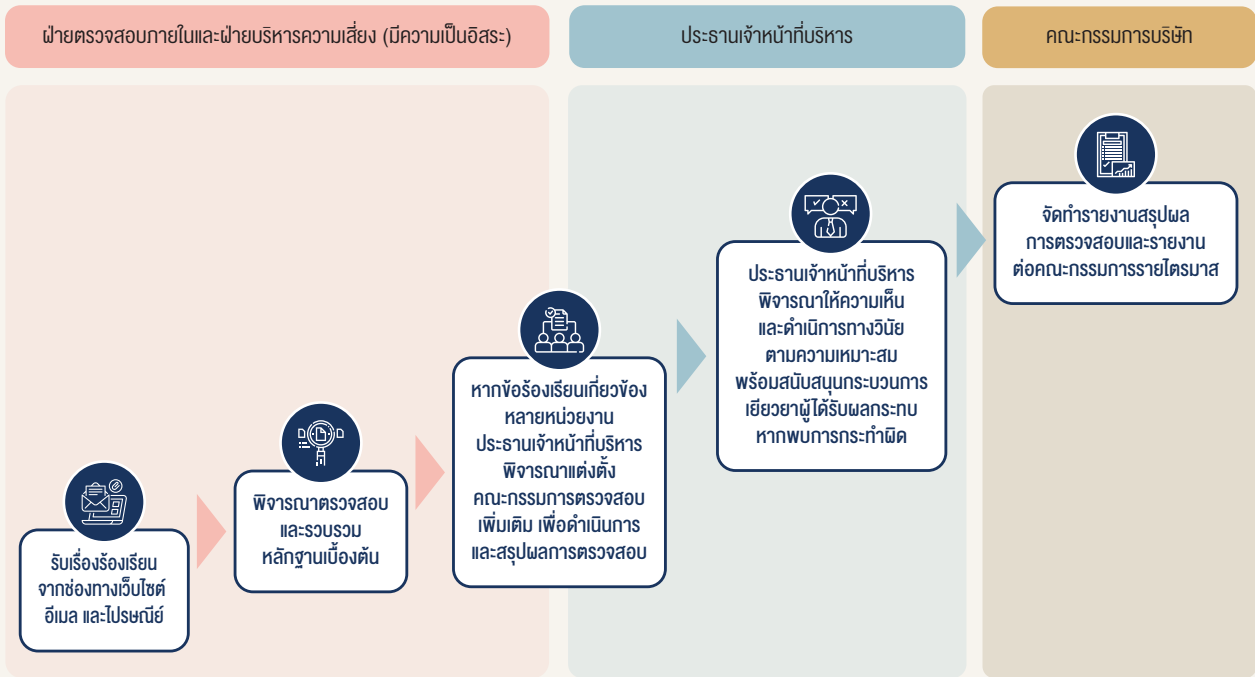 ฝ่ายตรวจสอบภายในและฝ่ายบริหารความเสี่ยง (มีความเป็นอิสระ)
ประธานเจ้าหน้าที่บริหาร
คณะกรรมการบริษัท
รับเรื่องร้องเรียน
จากช่องทางเว็บไซต์
อีเมล และไปรษณีย์
พิจารณาตรวจสอบ
และรวบรวม
หลักฐานเบื้องต้น
หากข้อร้องเรียนเกี่ยวข้อง
หลายหน่วยงาน
ประธานเจ้าหน้าที่บริหาร
พิจารณาแต่งตั้ง
คณะกรรมการตรวจสอบ
เพิ่มเติม เพื่อดำเนินการ
และสรุปผลการตรวจสอบ
ประธานเจ้าหน้าที่บริหาร
พิจารณาให้ความเห็น
และดำเนินการทางวินัย
ตามความเหมาะสม
พร้อมสนับสนุนกระบวนการ
เยียวยาผู้ได้รับผลกระทบ
หากพบการกระทำผิด
จัดทำรายงานสรุปผล
การตรวจสอบและรายงาน
ต่อคณะกรรมการรายไตรมาส